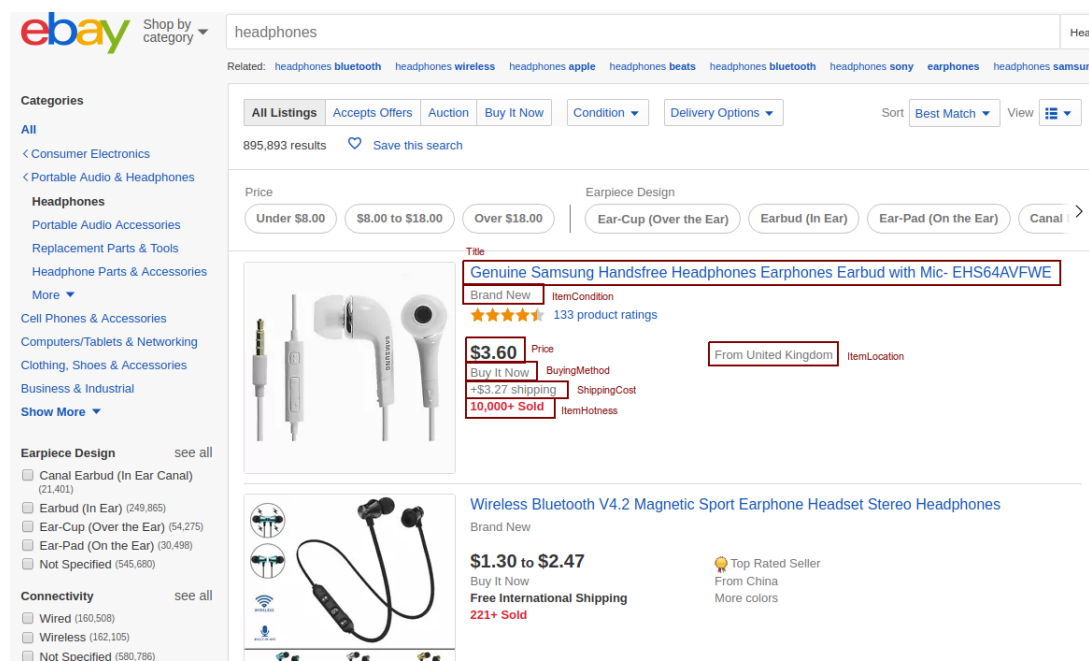 ebay
Shop by
category
headphones
Related: headphones bluetooth headphones wireless headphones apple headphones beats headphones bluetooth headphones sony earphones headphones
Categories
All
Consumer Electronics
Portable Audio & Headphones
Headphones
Portable Audio Accessories
Replacement Parts & Tools
Headphone Parts & Accessories
More
Cell Phones & Accessories
Computers/Tablets & Networking
Clothing, Shoes & Accessories
Business & Industrial
Show More
Earpiece Design see all
Canal Earbud (In Ear Canal)
(21,401)
Earbud (In Ear) (249,865)
Ear-Cup (Over the Ear) (54,275)
Ear-Pad (On the Ear) (30,498)
Not Specified (545,680)
Connectivity see all
Wired (160,508)
Wireless (162,105)
Not Specified (580,786)
All Listings Accepts Offers Auction Buy It Now Condition Delivery Options Sort Best Match View
895,893 results Save this search
Price
Under $8.00 $8.00 to $18.00 Over $18.00
Earpiece Design
Ear-Cup (Over the Ear) Earbud (In Ear) Ear-Pad (On the Ear) Canal
Title
Genuine Samsung Handsfree Headphones Earphones Earbud with Mic- EHS64AVFWE
Brand New ItemCondition
133 product ratings
$3.60 Price
From United Kingdom ItemLocation
Buy It Now BuyingMethod
+$3.27 shipping ShippingCost
10,000+ Sold ItemHotness
SAMSUNG
Wireless Bluetooth V4.2 Magnetic Sport Earphone Headset Stereo Headphones
Brand New
$1.30 to $2.47
Buy It Now
Free International Shipping
221+ Sold
Top Rated Seller
From China
More colors
WIRELESS